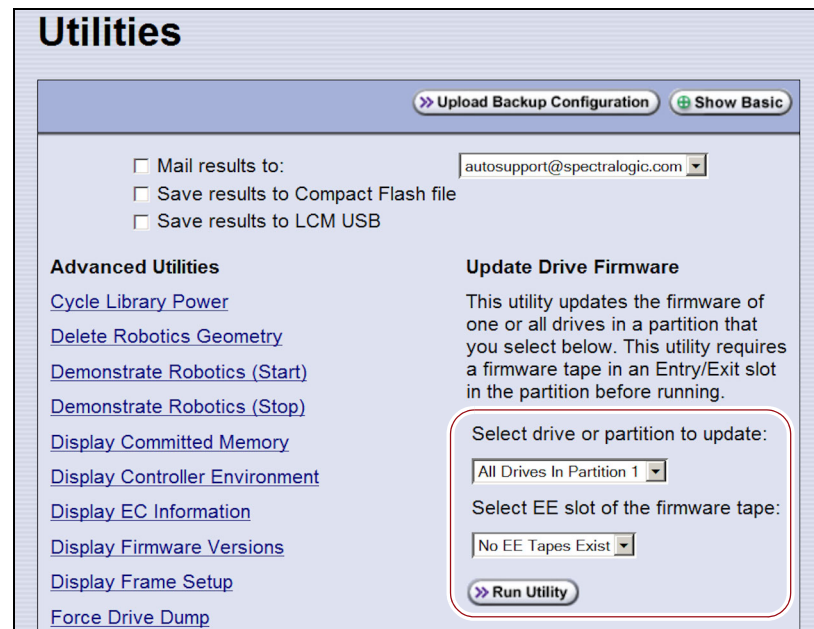 Utilities
Upload Backup Configuration
Show Basic
Mail results to:
autosupport@spectralogic.com
Save results to Compact Flash file
Save results to LCM USB
Advanced Utilities
Cycle Library Power
Delete Robotics Geometry
Demonstrate Robotics (Start)
Demonstrate Robotics (Stop)
Display Committed Memory
Display Controller Environment
Display EC Information
Display Firmware Versions
Display Frame Setup
Force Drive Dump
Update Drive Firmware
This utility updates the firmware of
one or all drives in a partition that
you select below. This utility requires
a firmware tape in an Entry/Exit slot
in the partition before running.
Select drive or partition to update:
All Drives In Partition 1
Select EE slot of the firmware tape:
No EE Tapes Exist
Run Utility